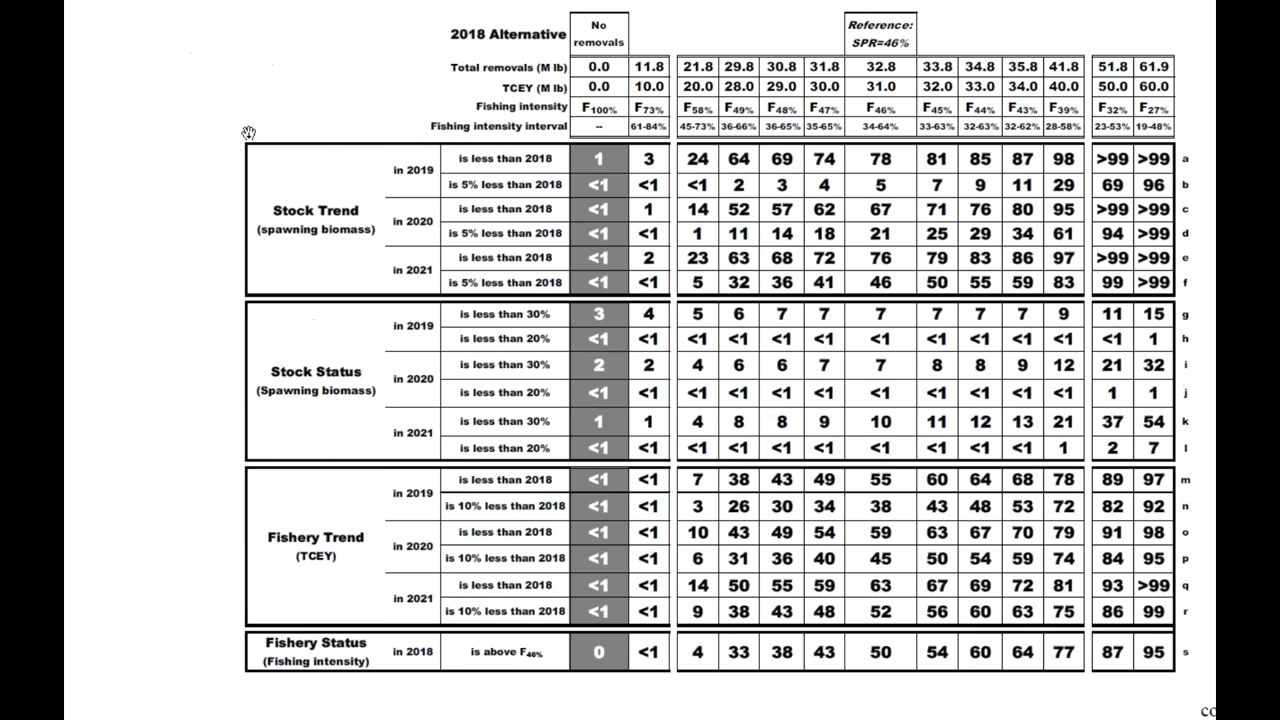 No Reference:
2018 Alternative removals SPR=46%
Total removals (M lb) 0.0 11.8 21.8 29.8 30.8 31.8 32.8 33.8 34.8 35.8 41.8 51.8 61.9
TCEY (M lb) 0.0 10.0 20.0 28.0 29.0 30.0 31.0 32.0 33.0 34.0 40.0 50.0 60.0
Fishing intensity F100% F73% F58% F49% F48% F47% F46% F45% F44% F43% F39% F32% F27%
Fishing intensity interval -- 61-84% 45-73% 36-66% 36-65% 35-65% 34-64% 33-63% 32-63% 32-62% 28-58% 23-53% 19-48%
Stock Trend
(spawning biomass)
in 2019
is less than 2018 1 3 24 64 69 74 78 81 85 87 98 >99 >99 a
is 5% less than 2018 <1 <1 <1 2 3 4 5 7 9 11 29 69 96 b
in 2020
is less than 2018 <1 1 14 52 57 62 67 71 76 80 95 >99 >99 c
is 5% less than 2018 <1 <1 1 11 14 18 21 25 29 34 61 94 >99 d
in 2021
is less than 2018 <1 2 23 63 68 72 76 79 83 86 97 >99 >99 e
is 5% less than 2018 <1 <1 5 32 36 41 46 50 55 59 83 99 >99 f
Stock Status
(Spawning biomass)
in 2019
is less than 30% 3 4 5 6 7 7 7 7 7 7 9 11 15 g
is less than 20% <1 <1 <1 <1 <1 <1 <1 <1 <1 <1 <1 <1 1 h
in 2020
is less than 30% 2 2 4 6 6 7 7 8 8 9 12 21 32 i
is less than 20% <1 <1 <1 <1 <1 <1 <1 <1 <1 <1 <1 1 1 j
in 2021
is less than 30% 1 1 4 8 8 9 10 11 12 13 21 37 54 k
is less than 20% <1 <1 <1 <1 <1 <1 <1 <1 <1 <1 1 2 7 l
Fishery Trend
(TCEY)
in 2019
is less than 2018 <1 <1 7 38 43 49 55 60 64 68 78 89 97 m
is 10% less than 2018 <1 <1 3 26 30 34 38 43 48 53 72 82 92 n
in 2020
is less than 2018 <1 <1 10 43 49 54 59 63 67 70 79 91 98 o
is 10% less than 2018 <1 <1 6 31 36 40 45 50 54 59 74 84 95 p
in 2021
is less than 2018 <1 <1 14 50 55 59 63 67 69 72 81 93 >99 q
is 10% less than 2018 <1 <1 9 38 43 48 52 56 60 63 75 86 99 r
Fishery Status
(Fishing intensity)
in 2018
is above F46% 0 <1 4 33 38 43 50 54 60 64 77 87 95 s